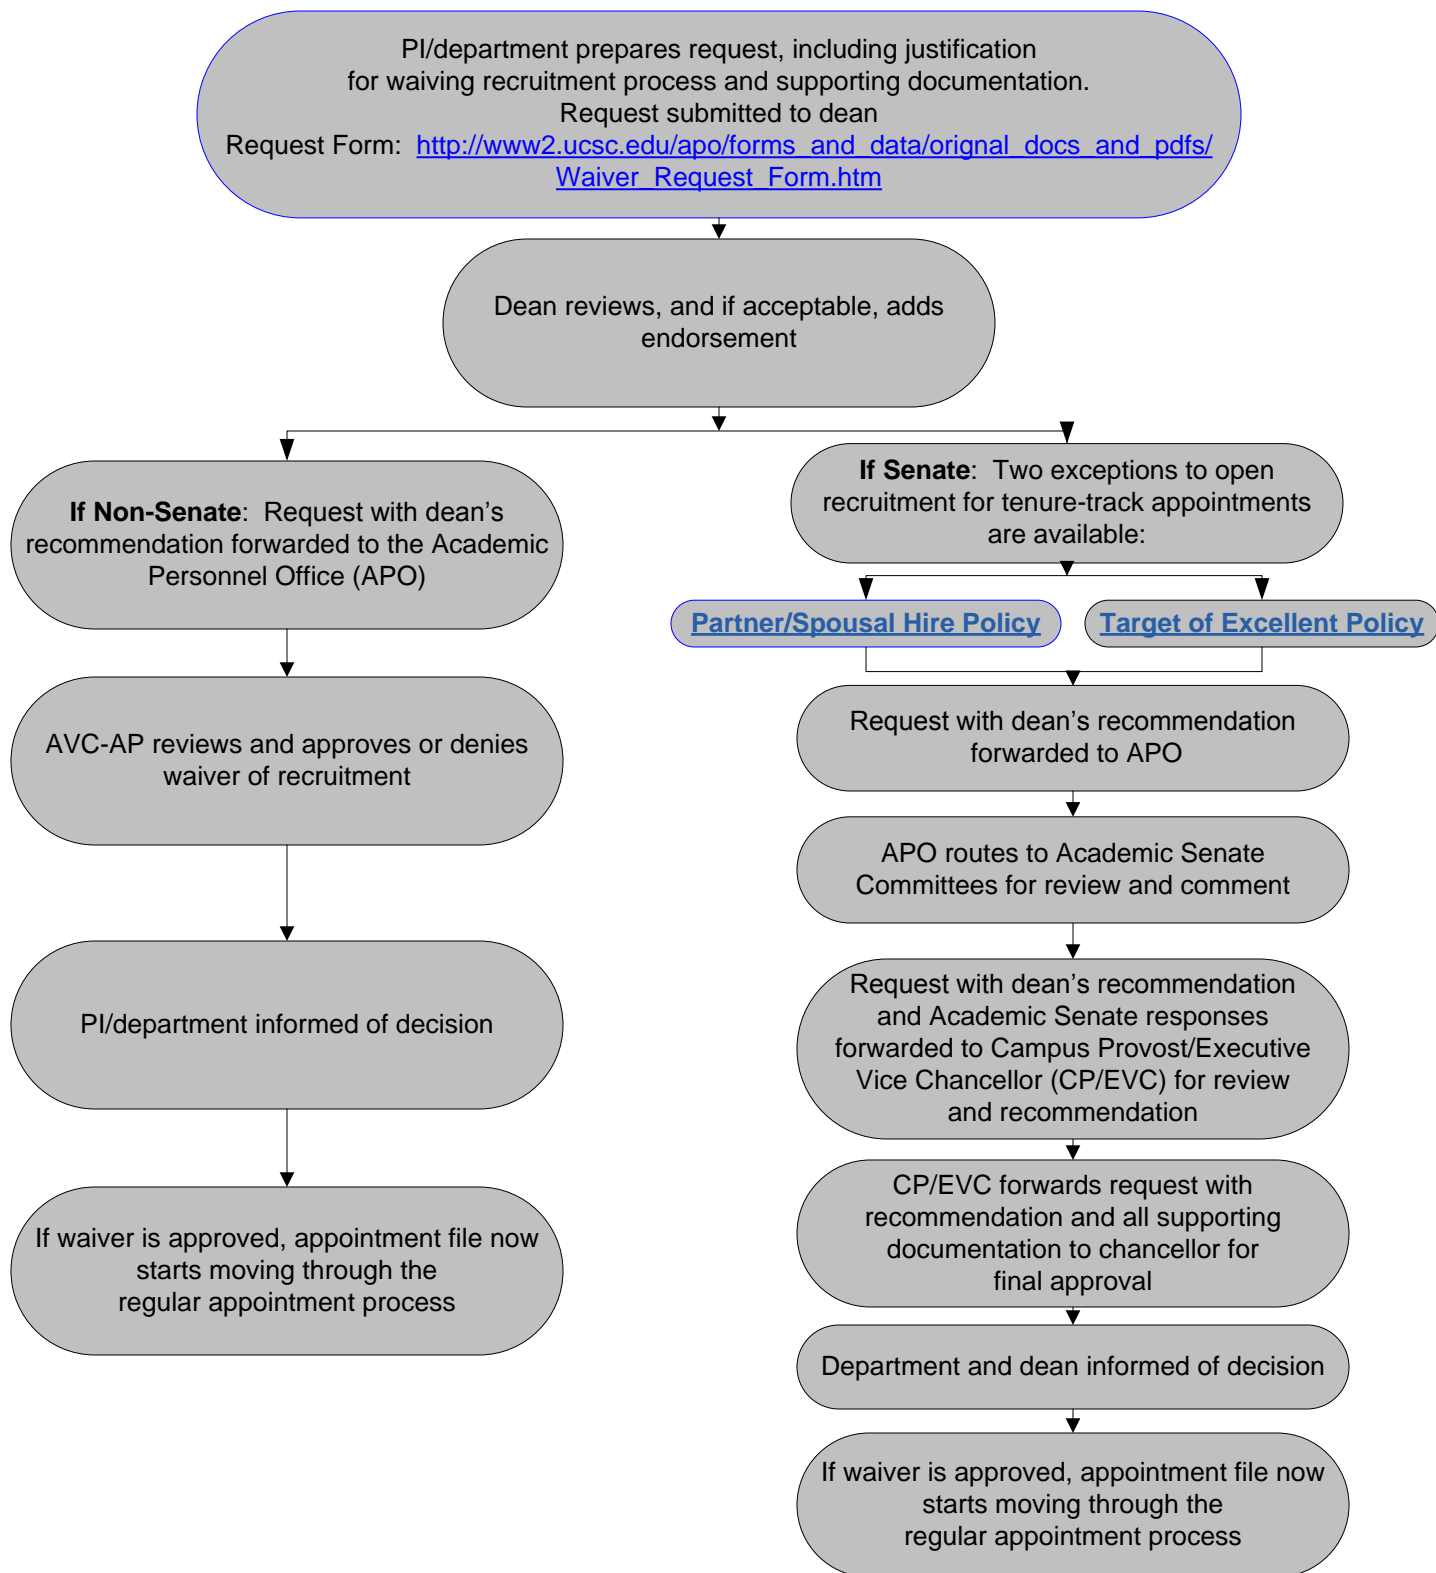 PI/department prepares request, including justification
for waiving recruitment process and supporting documentation.
Request submitted to dean
Request Form:  http://www2.ucsc.edu/apo/forms_and_data/orignal_docs_and_pdfs/
Waiver_Request_Form.htm
Dean reviews, and if acceptable, adds
endorsement
If Non-Senate:  Request with dean’s
recommendation forwarded to the Academic
Personnel Office (APO)
AVC-AP reviews and approves or denies
waiver of recruitment
PI/department informed of decision
If waiver is approved, appointment file now
starts moving through the
regular appointment process
If Senate:  Two exceptions to open
recruitment for tenure-track appointments
are available:
Partner/Spousal Hire Policy
Target of Excellent Policy
Request with dean’s recommendation
forwarded to APO
APO routes to Academic Senate
Committees for review and comment
Request with dean’s recommendation
and Academic Senate responses
forwarded to Campus Provost/Executive
Vice Chancellor (CP/EVC) for review
and recommendation
CP/EVC forwards request with
recommendation and all supporting
documentation to chancellor for
final approval
Department and dean informed of decision
If waiver is approved, appointment file now
starts moving through the
regular appointment process